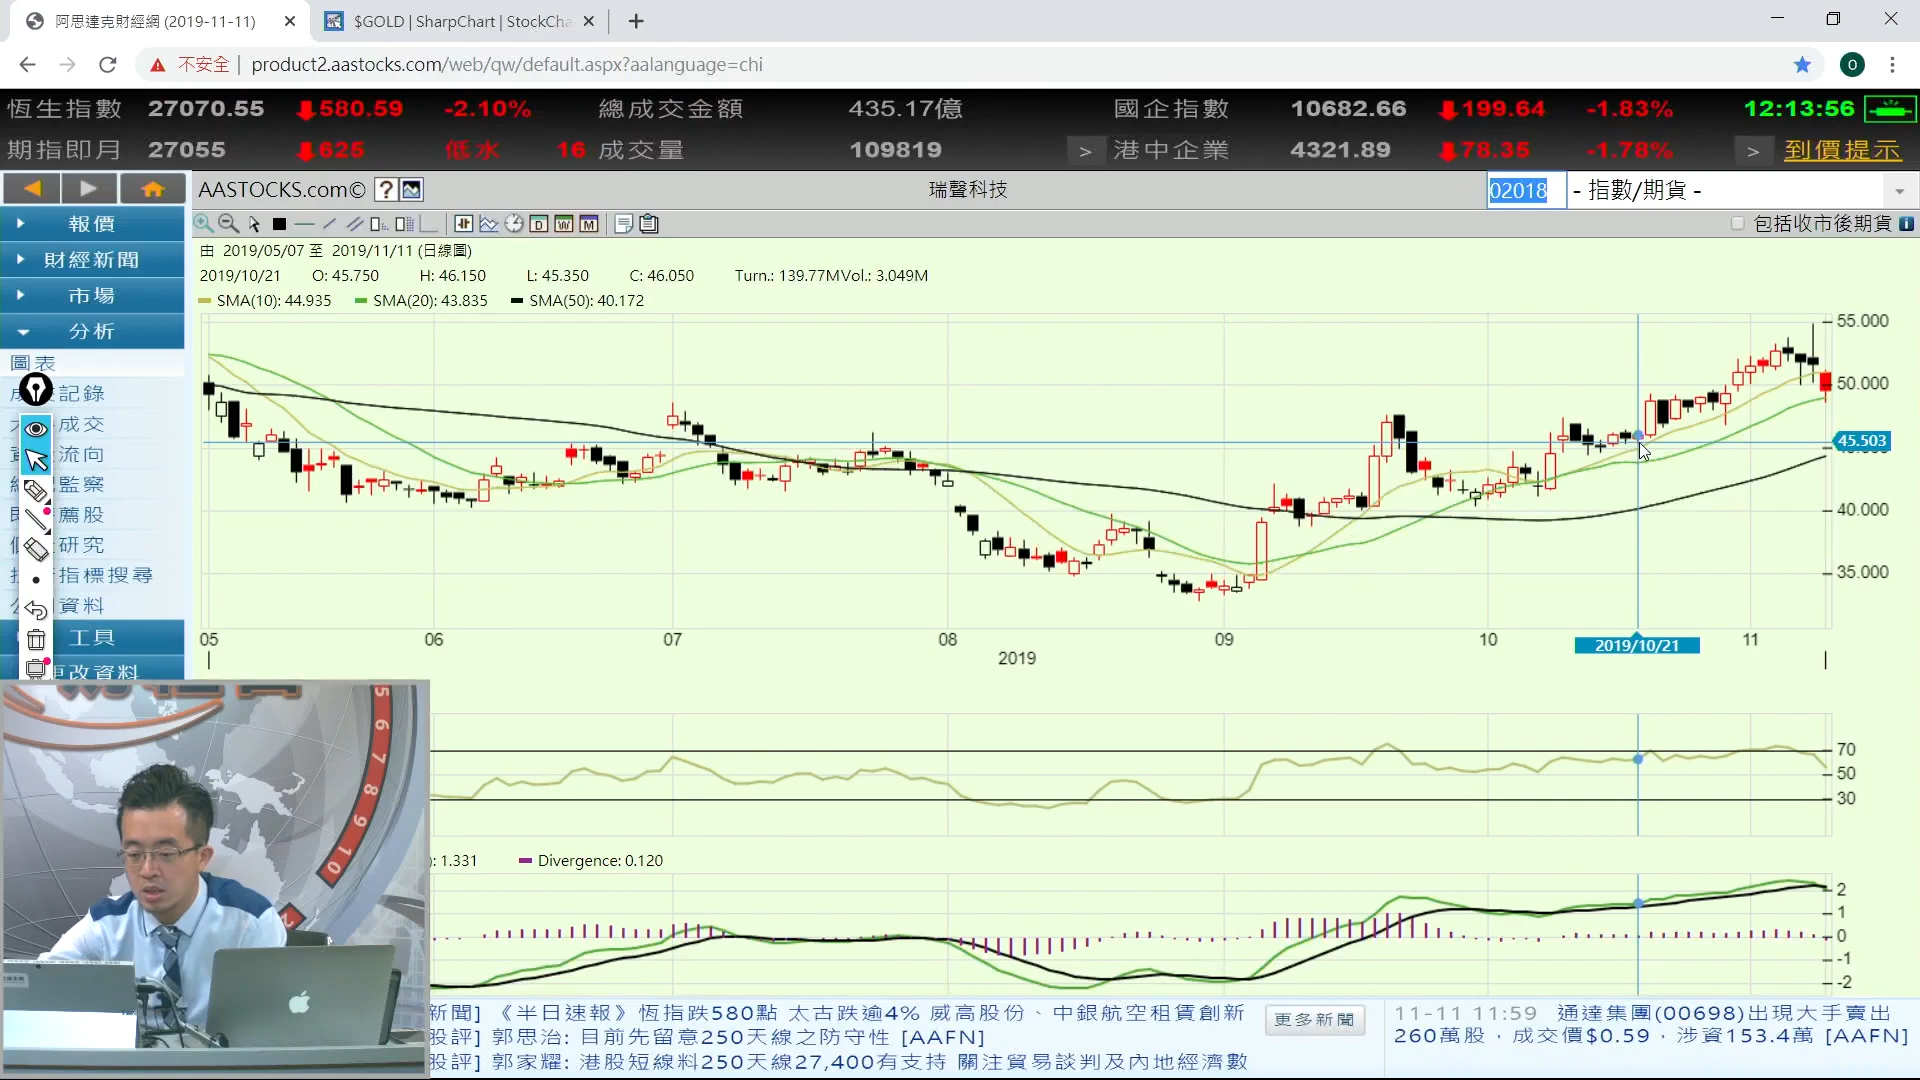 阿思達克財經網 (2019-11-11)
$GOLD | SharpChart | StockCha
不安全 | product2.aastocks.com/web/qw/default.aspx?aalanguage=chi
恆生指數 27070.55 580.59 -2.10% 總成交金額 435.17億 國企指數 10682.66 199.64 -1.83% 12:13:56
期指即月 27055 625 低水 16 成交量 109819 > 港中企業 4321.89 78.35 -1.78% > 到價提示
AASTOCKS.com© ? 瑞聲科技 02018 - 指數/期貨 -
D W M 包括收市後期貨 i
報價
財經新聞
市場
分析
圖表
記錄
成交
流向
監察
薦股
研究
指標搜尋
資料
工具
更改資料
由 2019/05/07 至 2019/11/11 (日線圖)
2019/10/21 O: 45.750 H: 46.150 L: 45.350 C: 46.050 Turn.: 139.77MVol.: 3.049M
SMA(10): 44.935 SMA(20): 43.835 SMA(50): 40.172
55.000
50.000
45.503
40.000
35.000
05 06 07 08 09 10 2019/10/21 11
2019
70
50
30
): 1.331 Divergence: 0.120
2
1
0
-1
-2
5 6 7 8 9 10
新聞] 《半日速報》恆指跌580點 太古跌逾4% 威高股份、中銀航空租賃創新
股評] 郭思治: 目前先留意250天線之防守性 [AAFN]
股評] 郭家耀: 港股短線料250天線27,400有支持 關注貿易談判及內地經濟數
更多新聞
11-11 11:59 通達集團(00698)出現大手賣出
260萬股，成交價$0.59，涉資153.4萬 [AAFN]